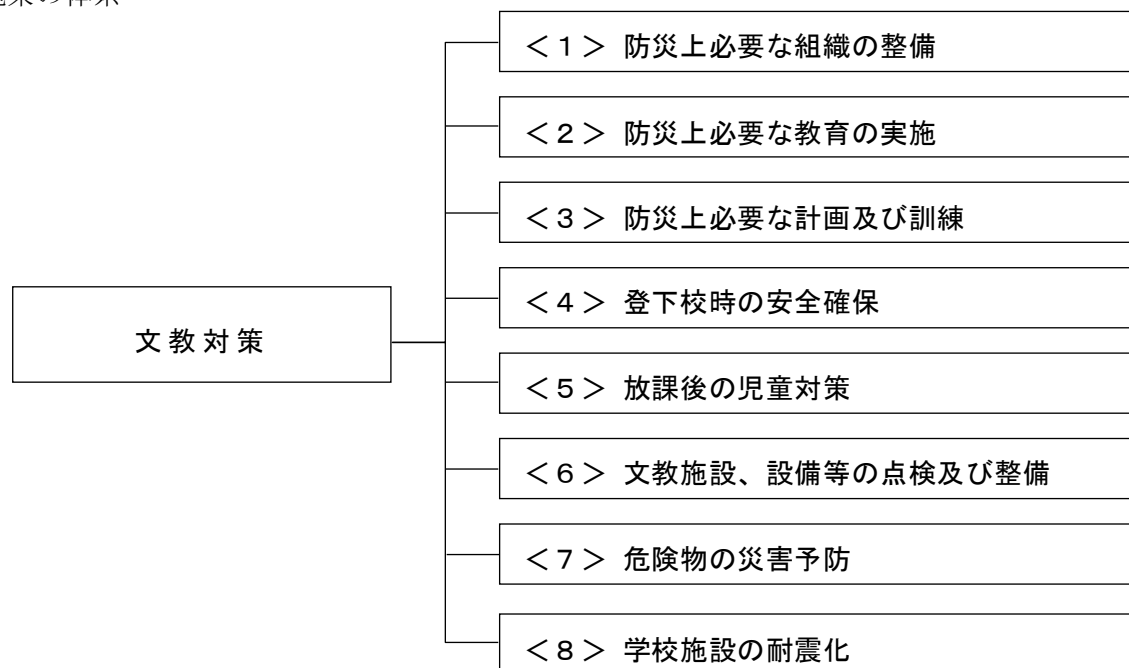 の体系
＜１＞ 防災上必要な組織の整備
＜２＞ 防災上必要な教育の実施
＜３＞ 防災上必要な計画及び訓練
＜４＞ 登下校時の安全確保
文教対策
＜５＞ 放課後の児童対策
＜６＞ 文教施設、設備等の点検及び整備
＜７＞ 危険物の災害予防
＜８＞ 学校施設の耐震化